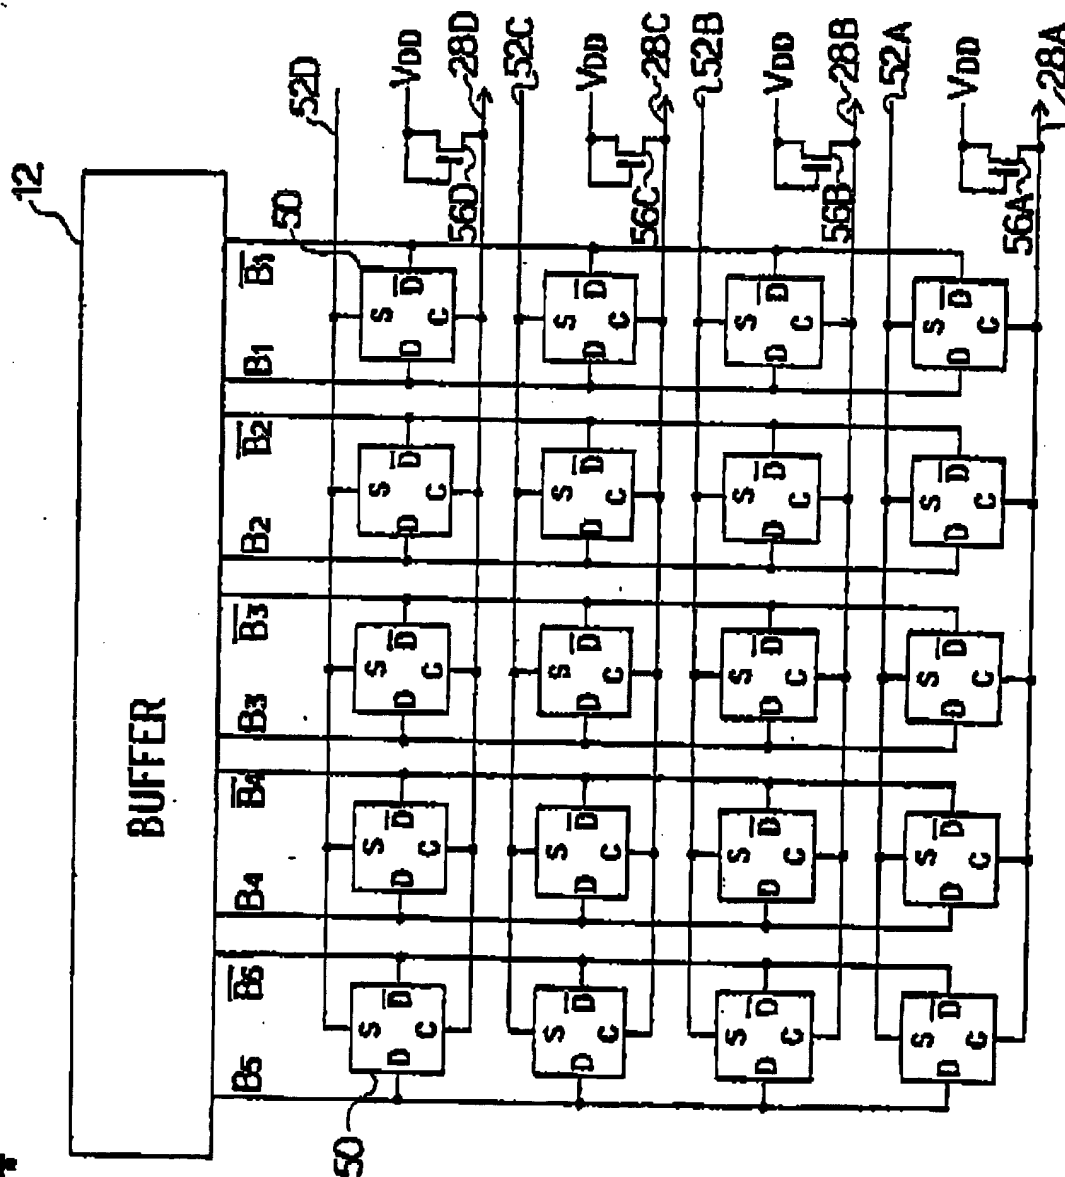 12
BUFFER
B5 B̅5 B4 B̅4 B3 B̅3 B2 B̅2 B1 B̅1
50 50 52D
S S S S S
D D̅ D D̅ D D̅ D D̅ D D̅
C C C C C
VDD
56D 28D
52C
S S S S S
D D̅ D D̅ D D̅ D D̅ D D̅
C C C C C
VDD
56C 28C
52B
S S S S S
D D̅ D D̅ D D̅ D D̅ D D̅
C C C C C
VDD
56B 28B
52A
S S S S S
D D̅ D D̅ D D̅ D D̅ D D̅
C C C C C
VDD
56A 28A